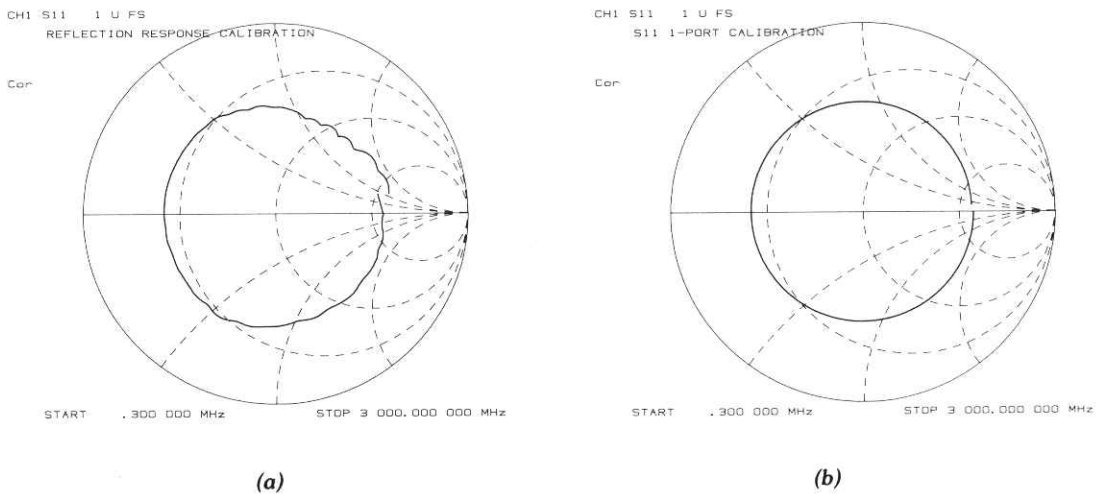 CH1 S11 1 U FS
REFLECTION RESPONSE CALIBRATION
Cor
START .300 000 MHz STOP 3 000.000 000 MHz
(a)
CH1 S11 1 U FS
S11 1-PORT CALIBRATION
Cor
START .300 000 MHz STOP 3 000.000 000 MHz
(b)